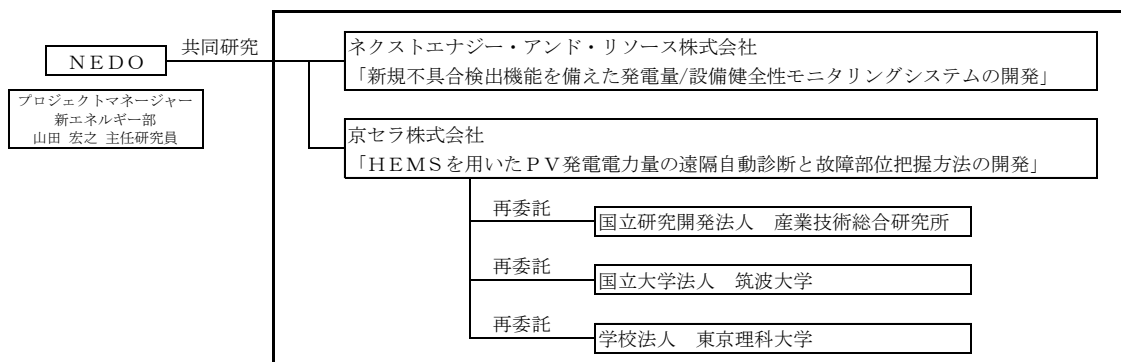 NEDO
共同研究
プロジェクトマネージャー
新エネルギー部
山田 宏之 主任研究員
ネクストエナジー・アンド・リソース株式会社
「新規不具合検出機能を備えた発電量/設備健全性モニタリングシステムの開発」
京セラ株式会社
「HEMSを用いたPV発電電力量の遠隔自動診断と故障部位把握方法の開発」
再委託
国立研究開発法人　産業技術総合研究所
再委託
国立大学法人　筑波大学
再委託
学校法人　東京理科大学